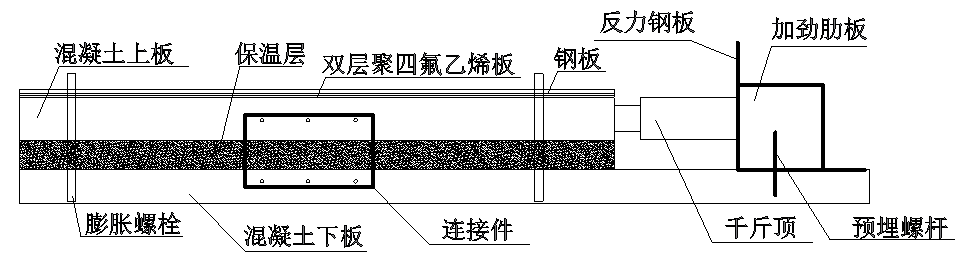 反力钢板
加劲肋板
混凝土上板
保温层
双层聚四氟乙烯板
钢板
膨胀螺栓
混凝土下板
连接件
千斤顶
预埋螺杆